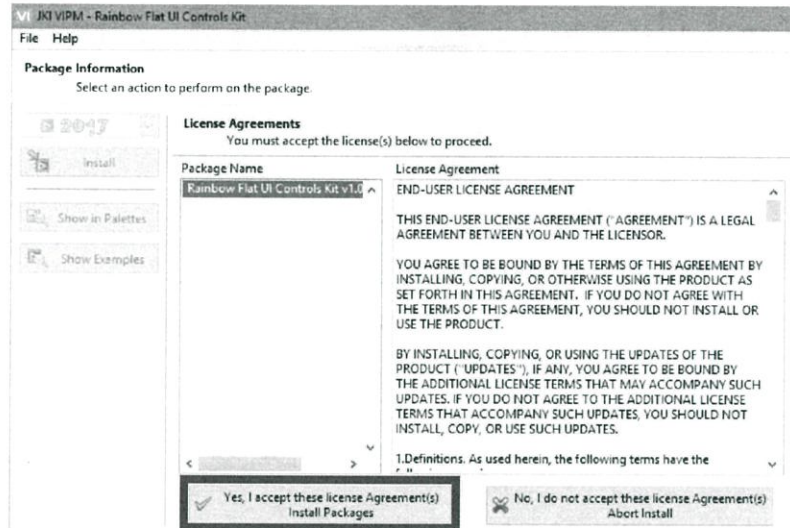 VI JKI VIPM - Rainbow Flat UI Controls Kit
File Help
Package Information
Select an action to perform on the package.
2017
Install
Show in Palettes
Show Examples
License Agreements
You must accept the license(s) below to proceed.
Package Name
Rainbow Flat UI Controls Kit v1.0
License Agreement
END-USER LICENSE AGREEMENT
THIS END-USER LICENSE AGREEMENT ("AGREEMENT") IS A LEGAL
AGREEMENT BETWEEN YOU AND THE LICENSOR.
YOU AGREE TO BE BOUND BY THE TERMS OF THIS AGREEMENT BY
INSTALLING, COPYING, OR OTHERWISE USING THE PRODUCT AS
SET FORTH IN THIS AGREEMENT. IF YOU DO NOT AGREE WITH
THE TERMS OF THIS AGREEMENT, YOU SHOULD NOT INSTALL OR
USE THE PRODUCT.
BY INSTALLING, COPYING, OR USING THE UPDATES OF THE
PRODUCT ("UPDATES"), IF ANY, YOU AGREE TO BE BOUND BY
THE ADDITIONAL LICENSE TERMS THAT MAY ACCOMPANY SUCH
UPDATES. IF YOU DO NOT AGREE TO THE ADDITIONAL LICENSE
TERMS THAT ACCOMPANY SUCH UPDATES, YOU SHOULD NOT
INSTALL, COPY, OR USE SUCH UPDATES.
1.Definitions. As used herein, the following terms have the
Yes, I accept these license Agreement(s)
Install Packages
No, I do not accept these license Agreement(s)
Abort Install